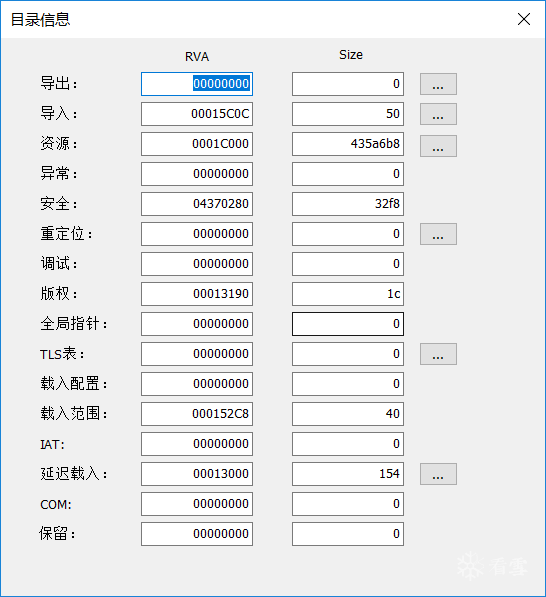 目录信息
RVA Size
导出： 00000000 0 ...
导入： 00015C0C 50 ...
资源： 0001C000 435a6b8 ...
异常： 00000000 0
安全： 04370280 32f8
重定位： 00000000 0 ...
调试： 00000000 0
版权： 00013190 1c
全局指针： 00000000 0
TLS表： 00000000 0 ...
载入配置： 00000000 0
载入范围： 000152C8 40
IAT: 00000000 0
延迟载入： 00013000 154 ...
COM: 00000000 0
保留： 00000000 0
看雪